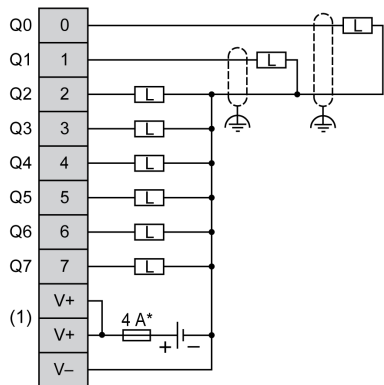 Q0 0 L
Q1 1 L
Q2 2 L
Q3 3 L
Q4 4 L
Q5 5 L
Q6 6 L
Q7 7 L
V+
(1) V+ 4 A* + −
V−